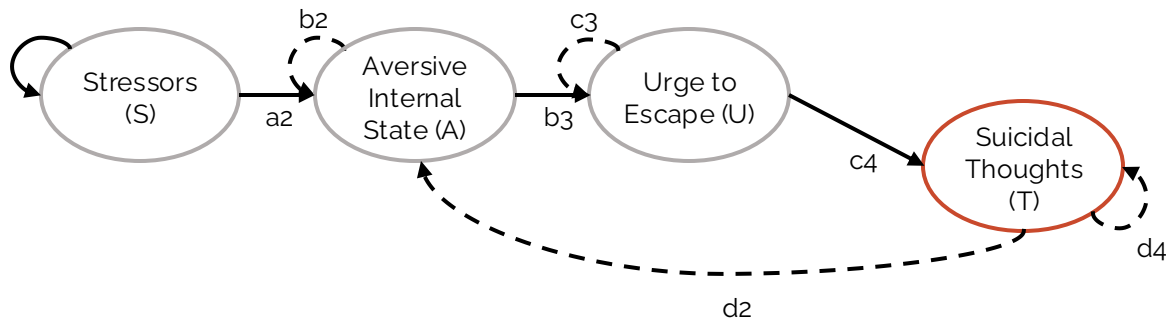 b2
c3
Stressors
(S)
Aversive
Internal
State (A)
Urge to
Escape (U)
a2
b3
c4
Suicidal
Thoughts
(T)
d4
d2